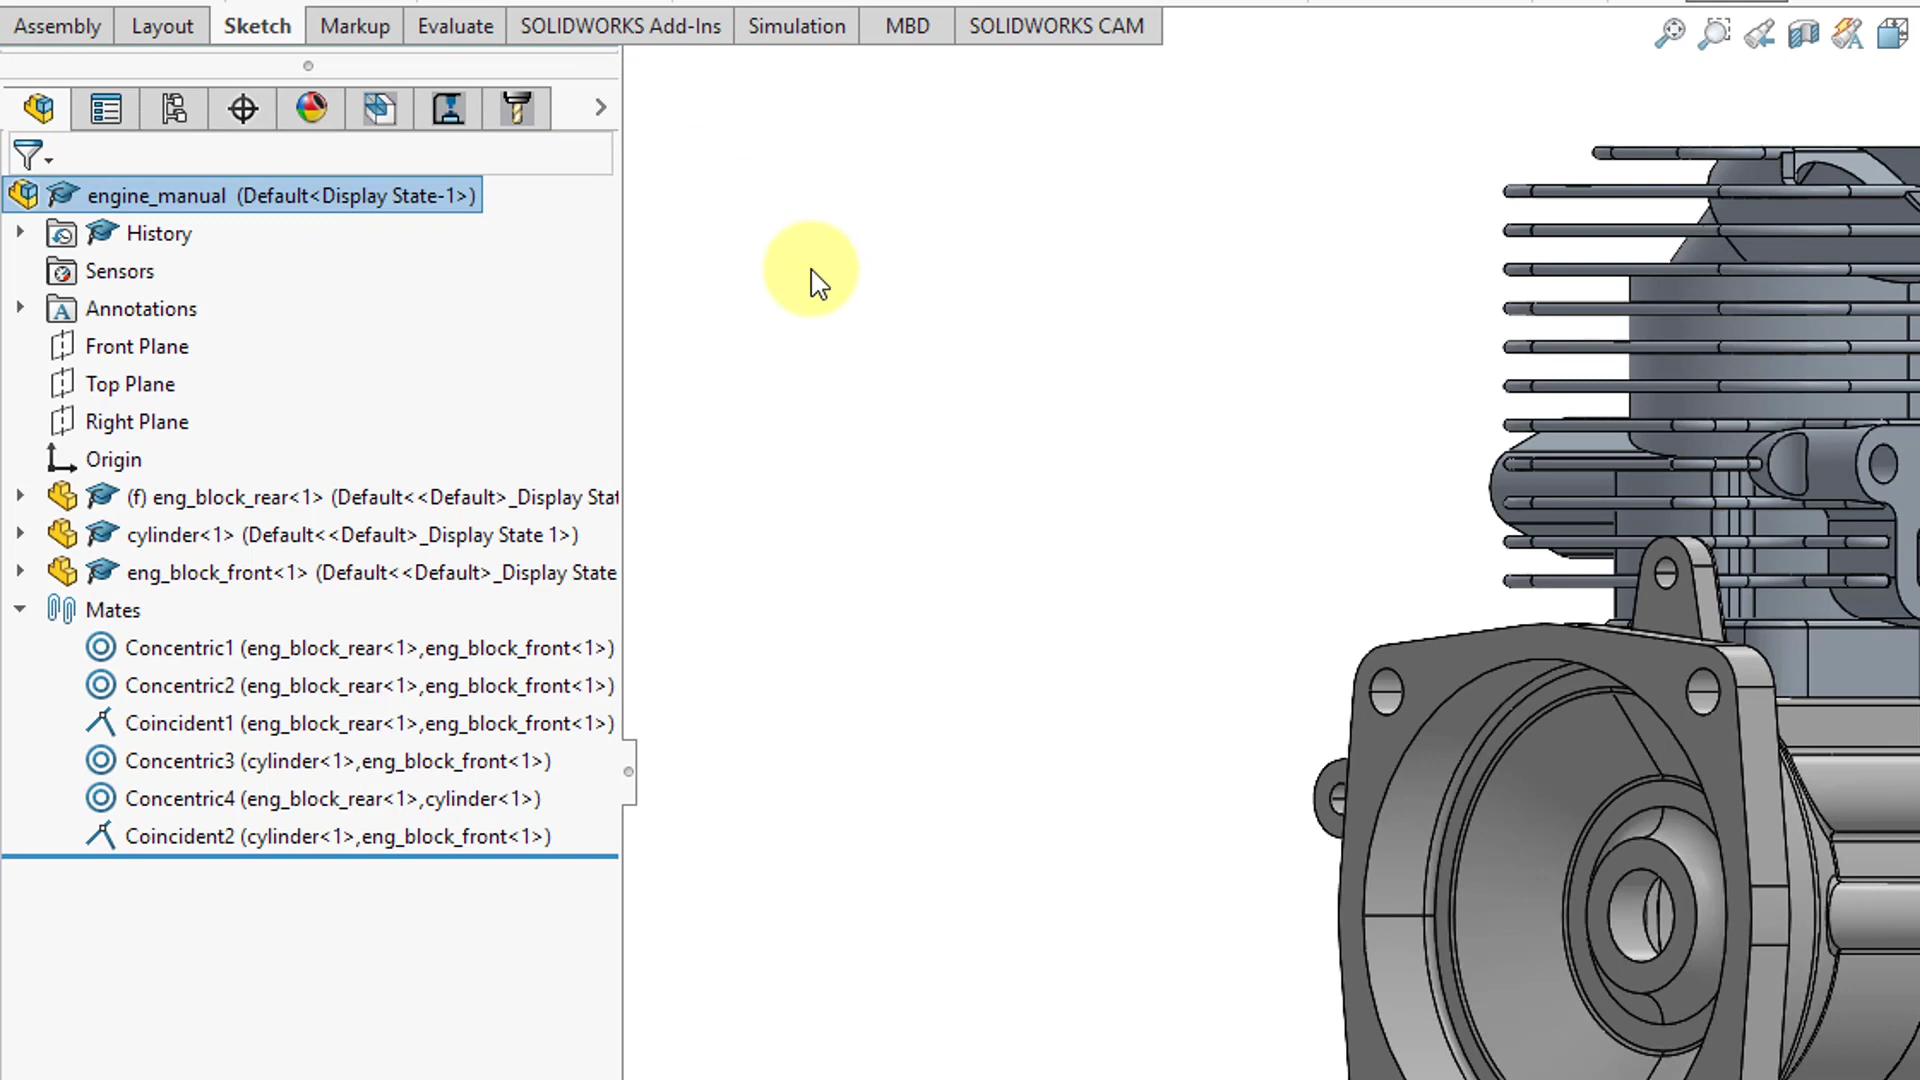 Assembly Layout Sketch Markup Evaluate SOLIDWORKS Add-Ins Simulation MBD SOLIDWORKS CAM
engine_manual (Default<Display State-1>)
History
Sensors
Annotations
Front Plane
Top Plane
Right Plane
Origin
(f) eng_block_rear<1> (Default<<Default>_Display Stat
cylinder<1> (Default<<Default>_Display State 1>)
eng_block_front<1> (Default<<Default>_Display State
Mates
Concentric1 (eng_block_rear<1>,eng_block_front<1>)
Concentric2 (eng_block_rear<1>,eng_block_front<1>)
Coincident1 (eng_block_rear<1>,eng_block_front<1>)
Concentric3 (cylinder<1>,eng_block_front<1>)
Concentric4 (eng_block_rear<1>,cylinder<1>)
Coincident2 (cylinder<1>,eng_block_front<1>)